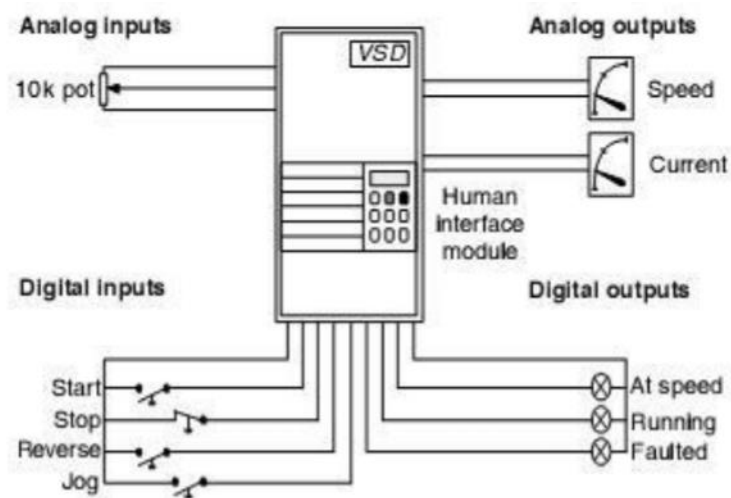 Analog inputs
Analog outputs
VSD
10k pot
Speed
Current
Human
interface
module
Digital inputs
Digital outputs
Start
At speed
Stop
Running
Reverse
Faulted
Jog